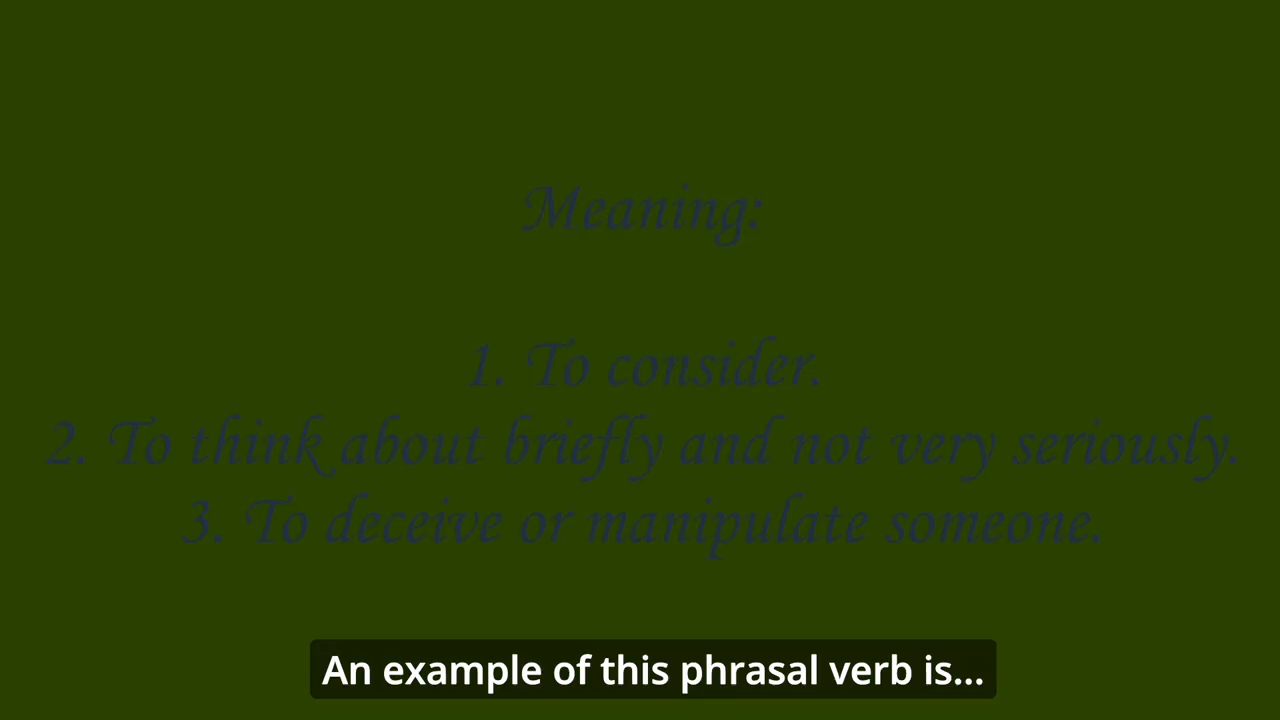 Meaning:
1. To consider.
2. To think about briefly and not very seriously.
3. To deceive or manipulate someone.
An example of this phrasal verb is...